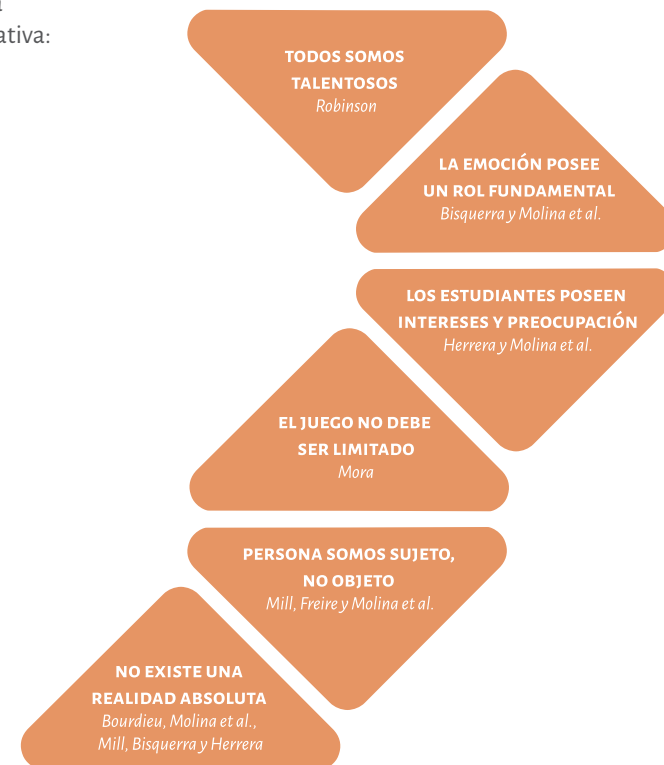 ativa:
TODOS SOMOS
TALENTOSOS
Robinson
LA EMOCIÓN POSEE
UN ROL FUNDAMENTAL
Bisquerra y Molina et al.
LOS ESTUDIANTES POSEEN
INTERESES Y PREOCUPACIÓN
Herrera y Molina et al.
EL JUEGO NO DEBE
SER LIMITADO
Mora
PERSONA SOMOS SUJETO,
NO OBJETO
Mill, Freire y Molina et al.
NO EXISTE UNA
REALIDAD ABSOLUTA
Bourdieu, Molina et al.,
Mill, Bisquerra y Herrera